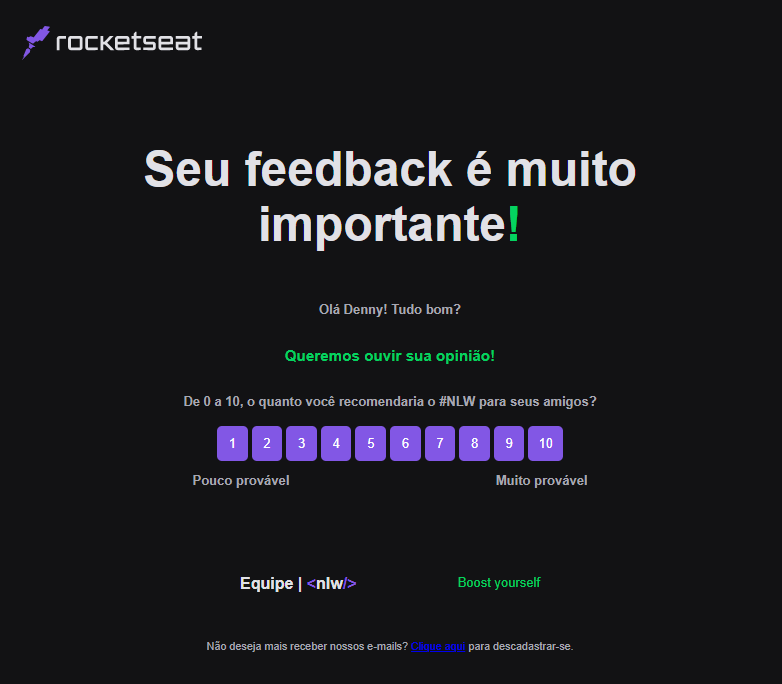 rocketseat
Seu feedback é muito
importante!
Olá Denny! Tudo bom?
Queremos ouvir sua opinião!
De 0 a 10, o quanto você recomendaria o #NLW para seus amigos?
1 2 3 4 5 6 7 8 9 10
Pouco provável Muito provável
Equipe | <nlw/> Boost yourself
Não deseja mais receber nossos e-mails? Clique aqui para descadastrar-se.